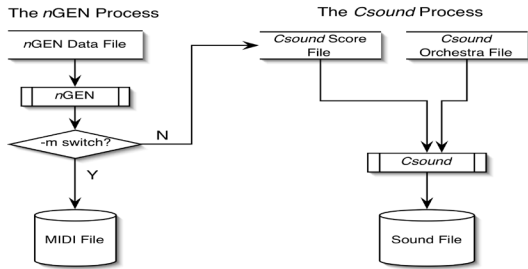 The nGEN Process
nGEN Data File
nGEN
-m switch?
N
Y
MIDI File
The Csound Process
Csound Score
File
Csound
Orchestra File
Csound
Sound File